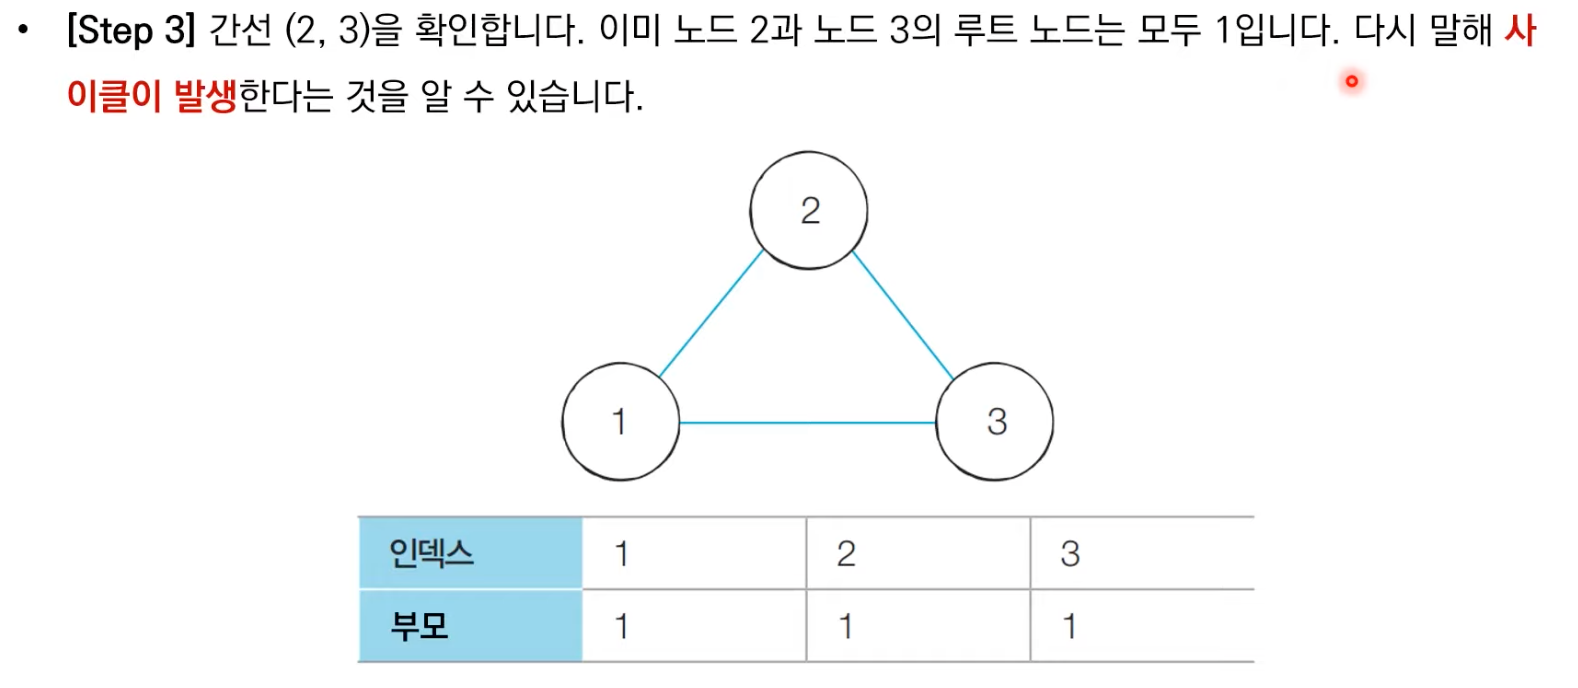 • [Step 3] 간선 (2, 3)을 확인합니다. 이미 노드 2과 노드 3의 루트 노드는 모두 1입니다. 다시 말해 사
이클이 발생한다는 것을 알 수 있습니다.
2
1
3
인덱스 1 2 3
부모 1 1 1